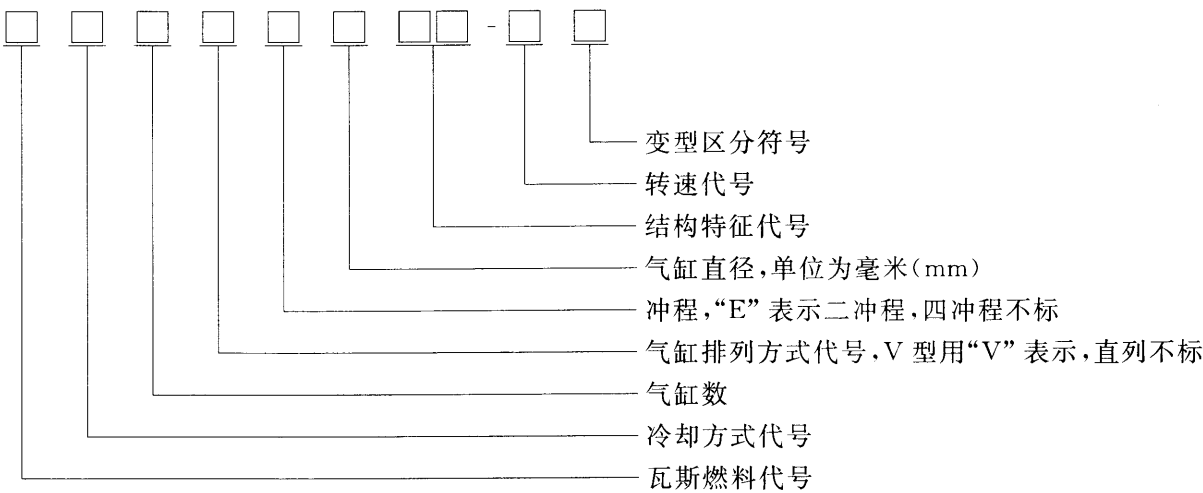 -
变型区分符号
转速代号
结构特征代号
气缸直径,单位为毫米(mm)
冲程,“E”表示二冲程,四冲程不标
气缸排列方式代号,V型用“V”表示,直列不标
气缸数
冷却方式代号
瓦斯燃料代号